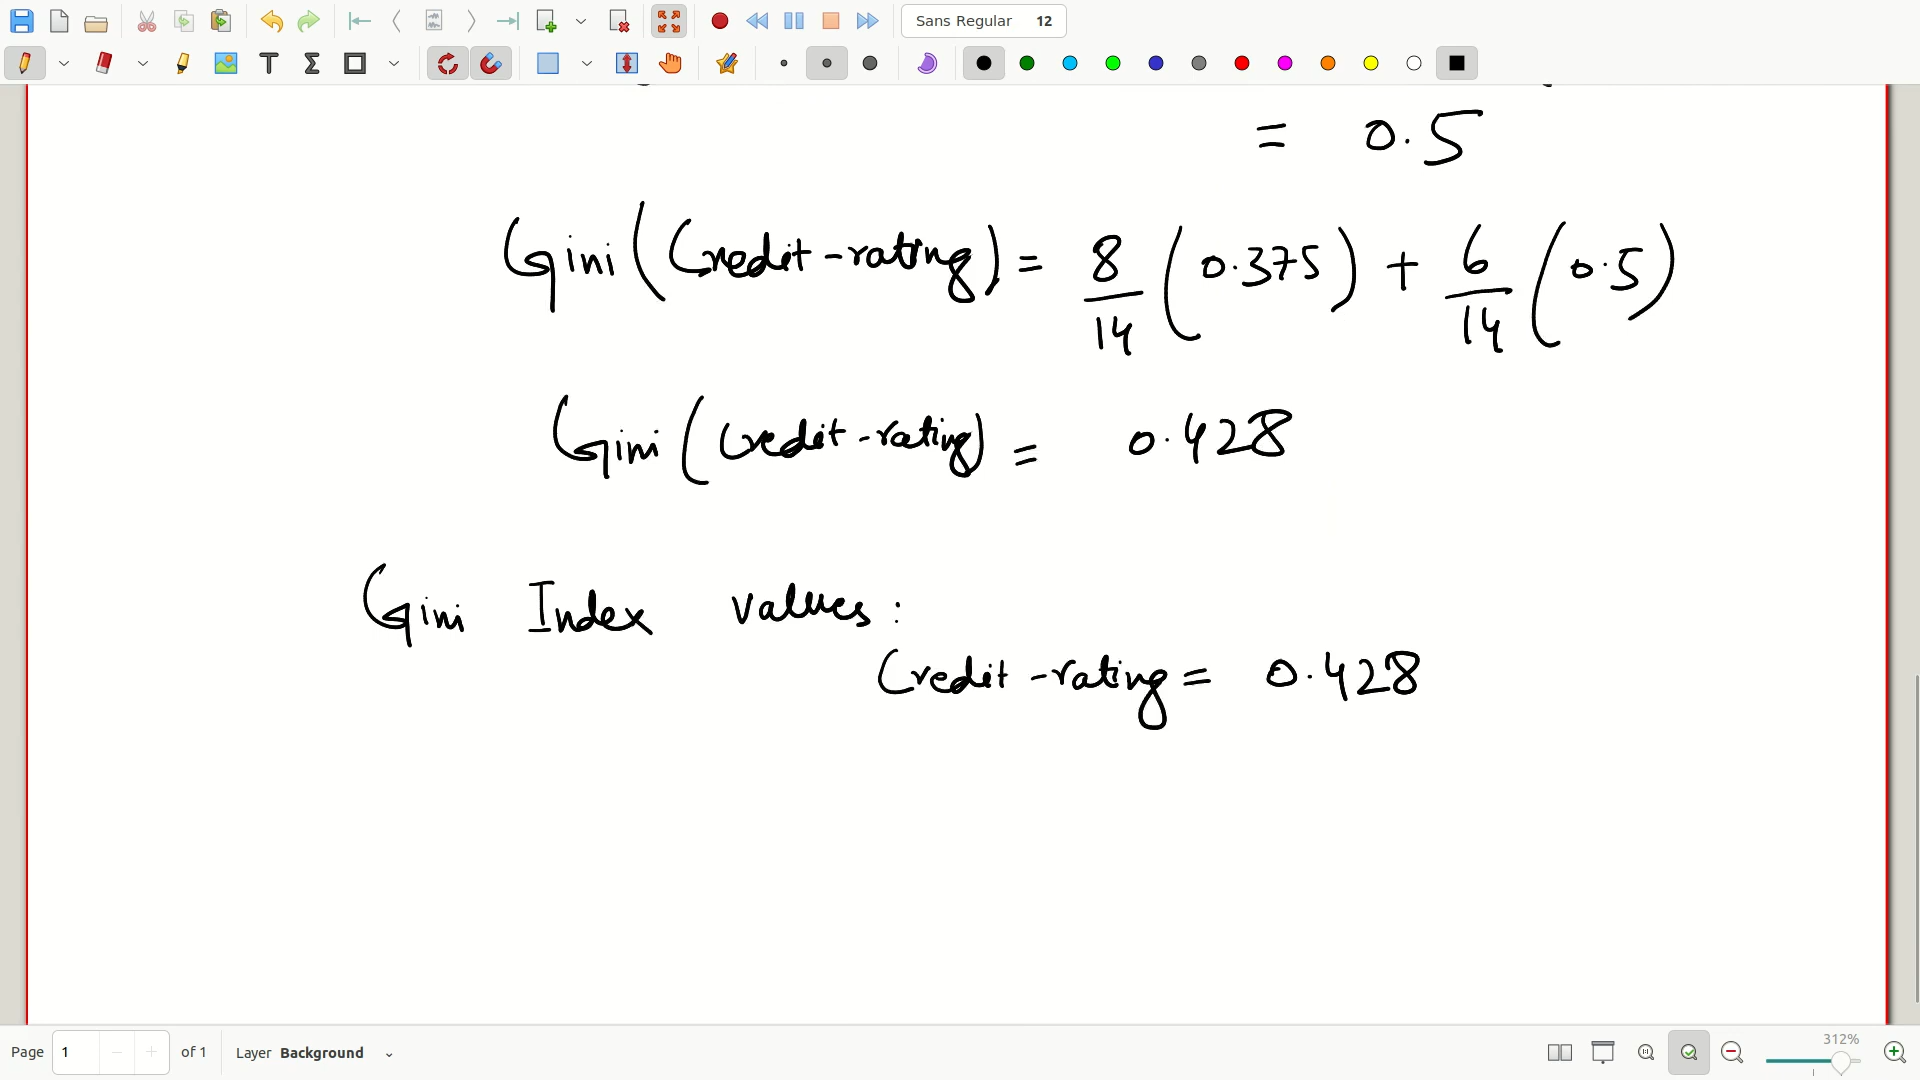 Sans Regular 12
= 0.5
Gini(Credit-rating) = 8/14 (0.375) + 6/14 (0.5)
Gini(Credit-rating) = 0.428
Gini Index values:
Credit-rating = 0.428
Page 1 of 1 Layer Background 312%